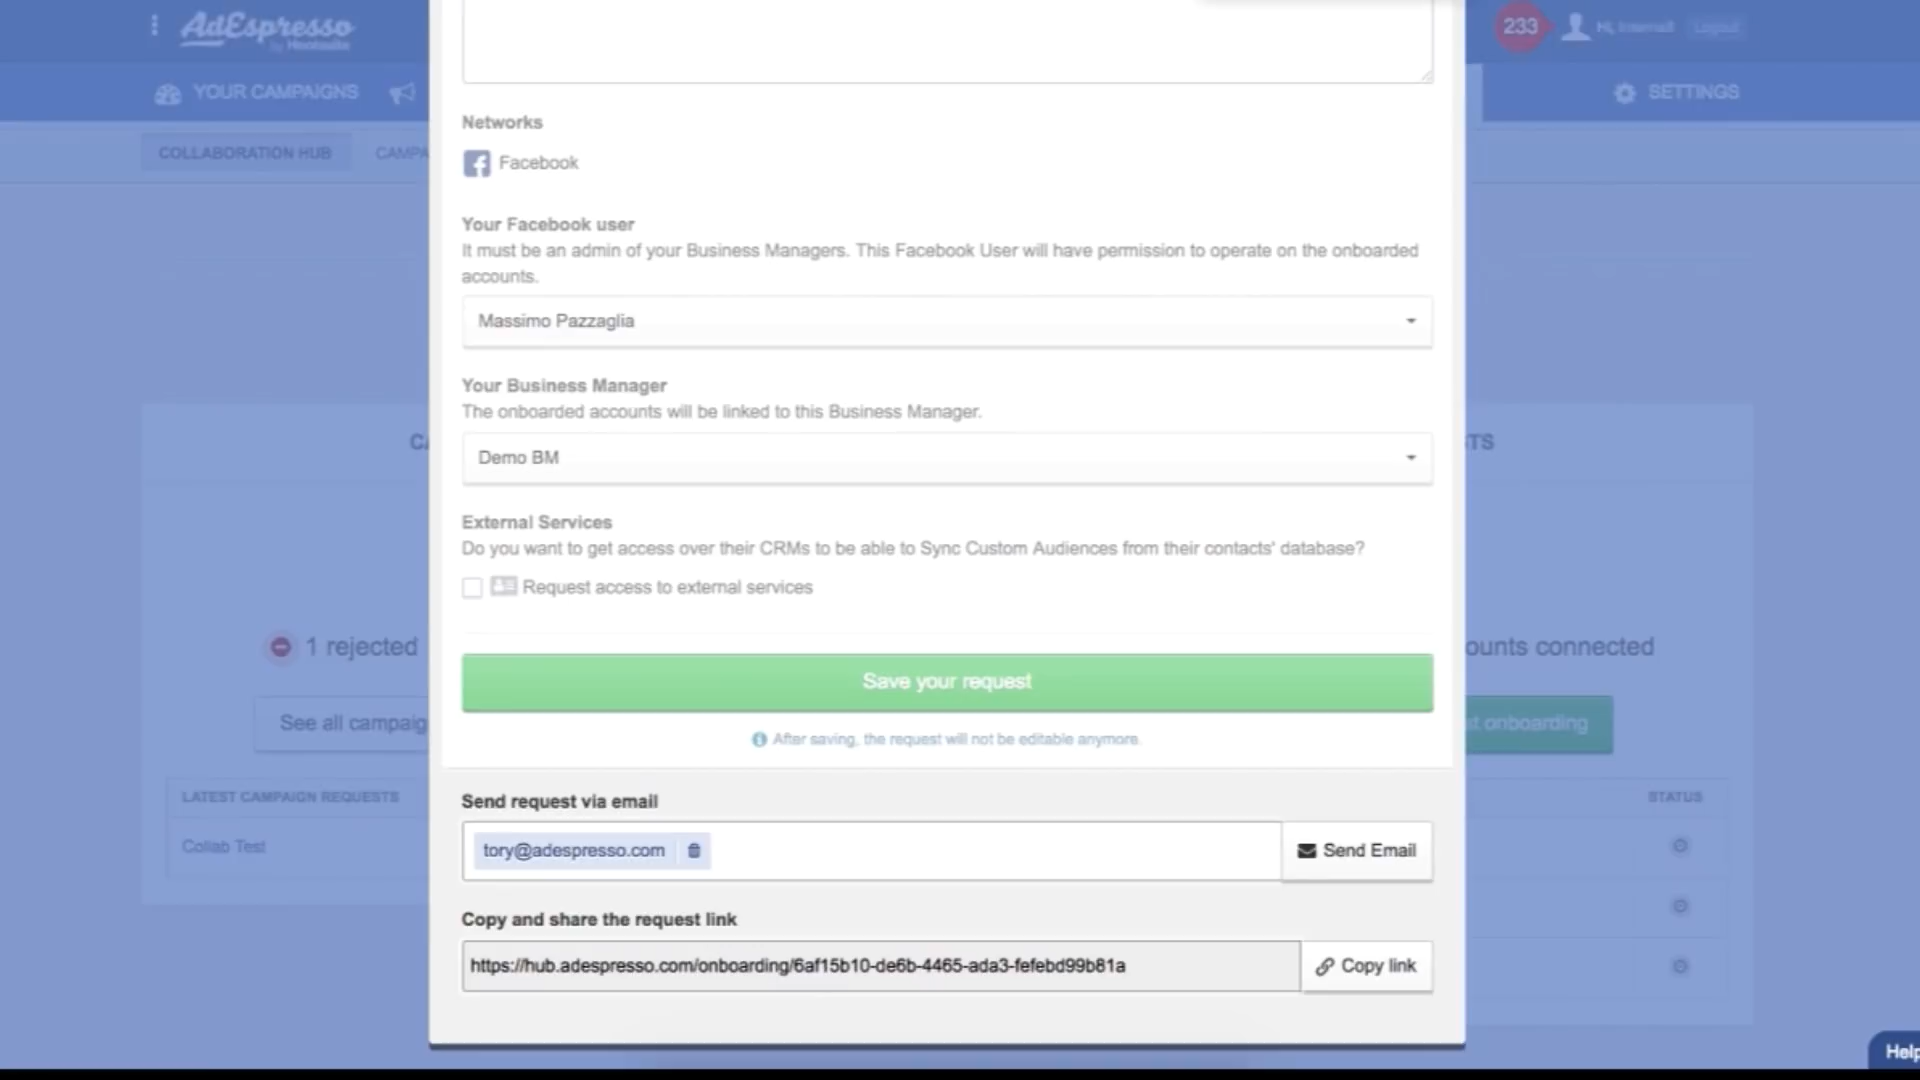 AdEspresso
by Hootsuite
233
Hi,
Logout
YOUR CAMPAIGNS
SETTINGS
COLLABORATION HUB
CAMPA
Networks
Facebook
Your Facebook user
It must be an admin of your Business Managers. This Facebook User will have permission to operate on the onboarded
accounts.
Massimo Pazzaglia
Your Business Manager
The onboarded accounts will be linked to this Business Manager.
Demo BM
CA
TS
External Services
Do you want to get access over their CRMs to be able to Sync Custom Audiences from their contacts' database?
Request access to external services
1 rejected
ounts connected
Save your request
See all campaig
t onboarding
After saving, the request will not be editable anymore.
LATEST CAMPAIGN REQUESTS
STATUS
Collab Test
Send request via email
tory@adespresso.com
Send Email
Copy and share the request link
https://hub.adespresso.com/onboarding/6af15b10-de6b-4465-ada3-fefebd99b81a
Copy link
Help